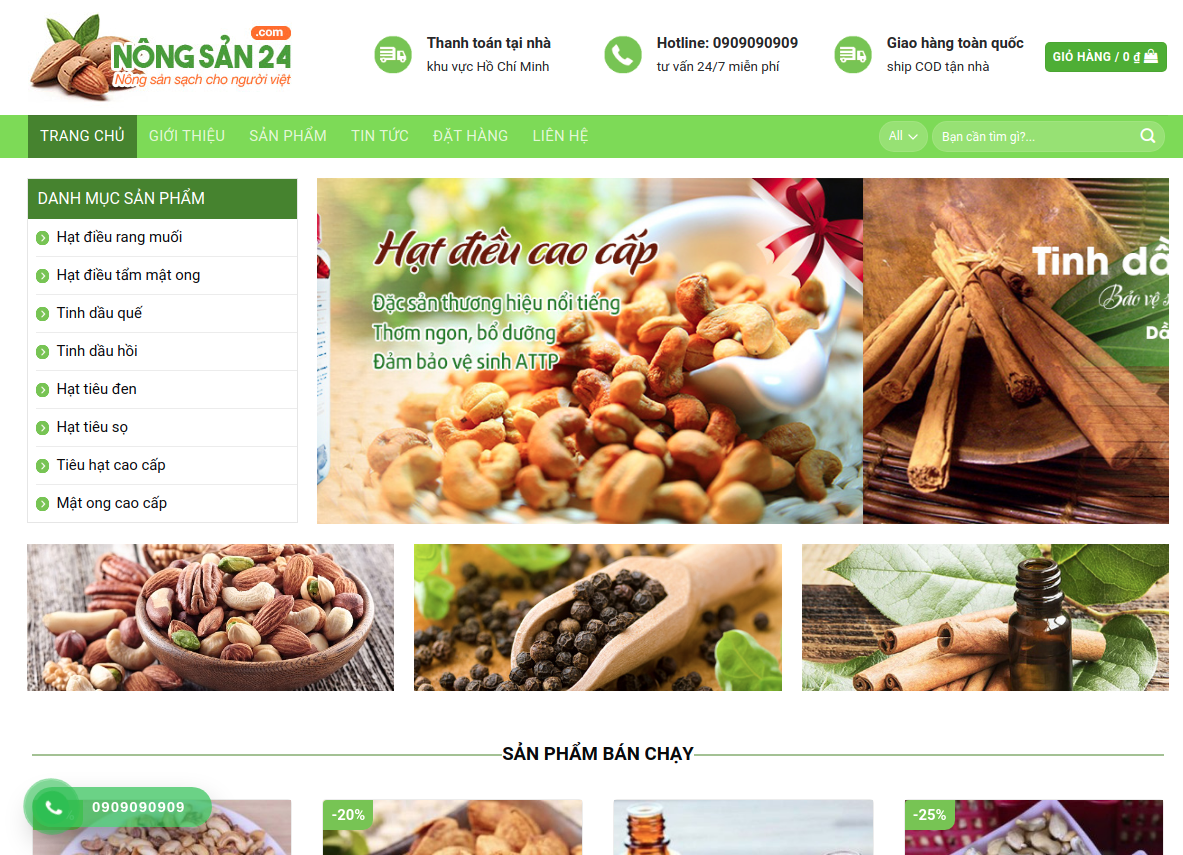 .com
NÔNG SẢN 24
Nông sản sạch cho người việt
Thanh toán tại nhà
khu vực Hồ Chí Minh
Hotline: 0909090909
tư vấn 24/7 miễn phí
Giao hàng toàn quốc
ship COD tận nhà
GIỎ HÀNG / 0 ₫
TRANG CHỦ
GIỚI THIỆU
SẢN PHẨM
TIN TỨC
ĐẶT HÀNG
LIÊN HỆ
All
Bạn cần tìm gì?...
DANH MỤC SẢN PHẨM
Hạt điều rang muối
Hạt điều tẩm mật ong
Tinh dầu quế
Tinh dầu hồi
Hạt tiêu đen
Hạt tiêu sọ
Tiêu hạt cao cấp
Mật ong cao cấp
Hạt điều cao cấp
Đặc sản thương hiệu nổi tiếng
Thơm ngon, bổ dưỡng
Đảm bảo vệ sinh ATTP
Tinh dầ
Bảo vệ s
Dầ
SẢN PHẨM BÁN CHẠY
0909090909
-20%
-25%